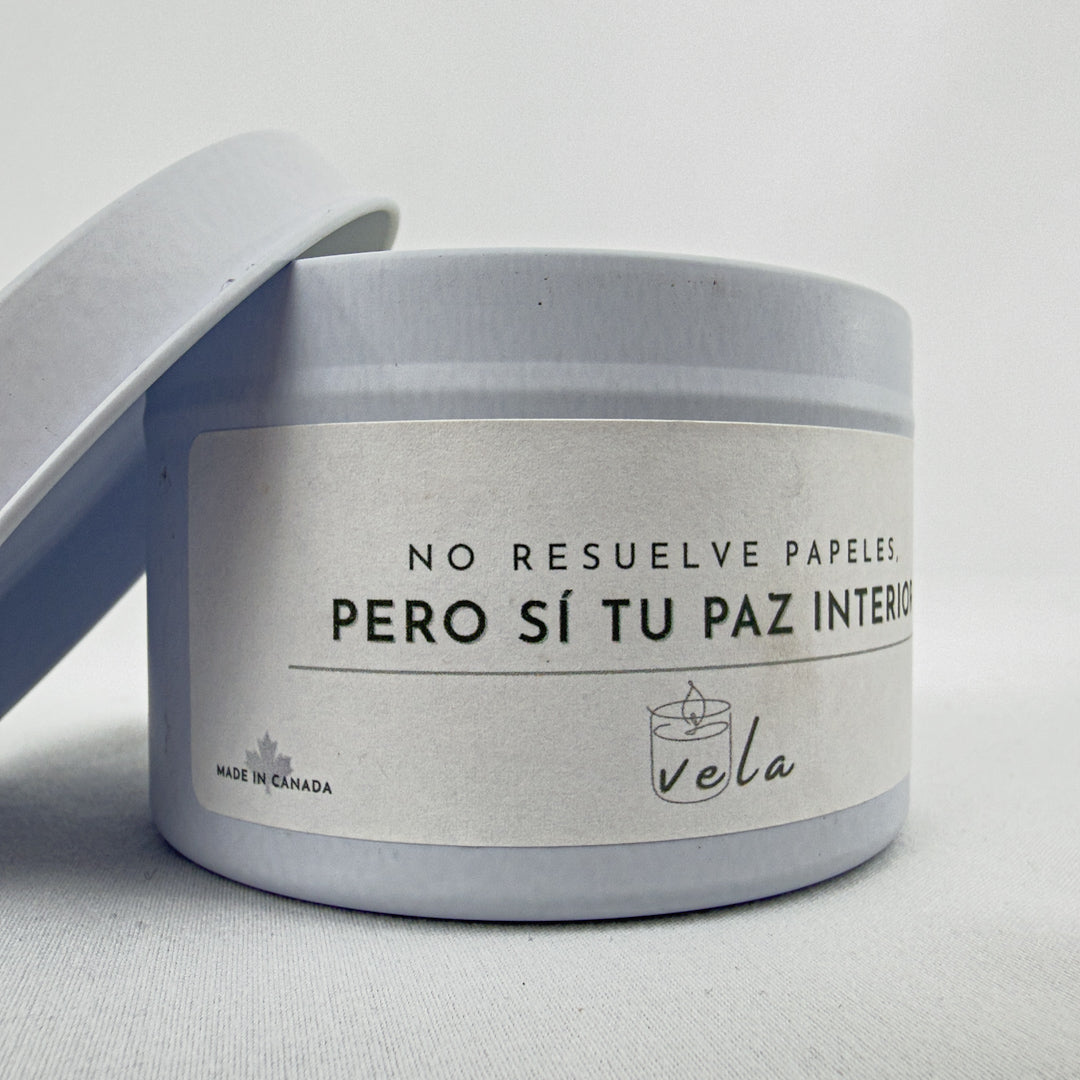 NO RESUELVE PAPELES,
PERO SÍ TU PAZ INTERIOR
vela
MADE IN CANADA